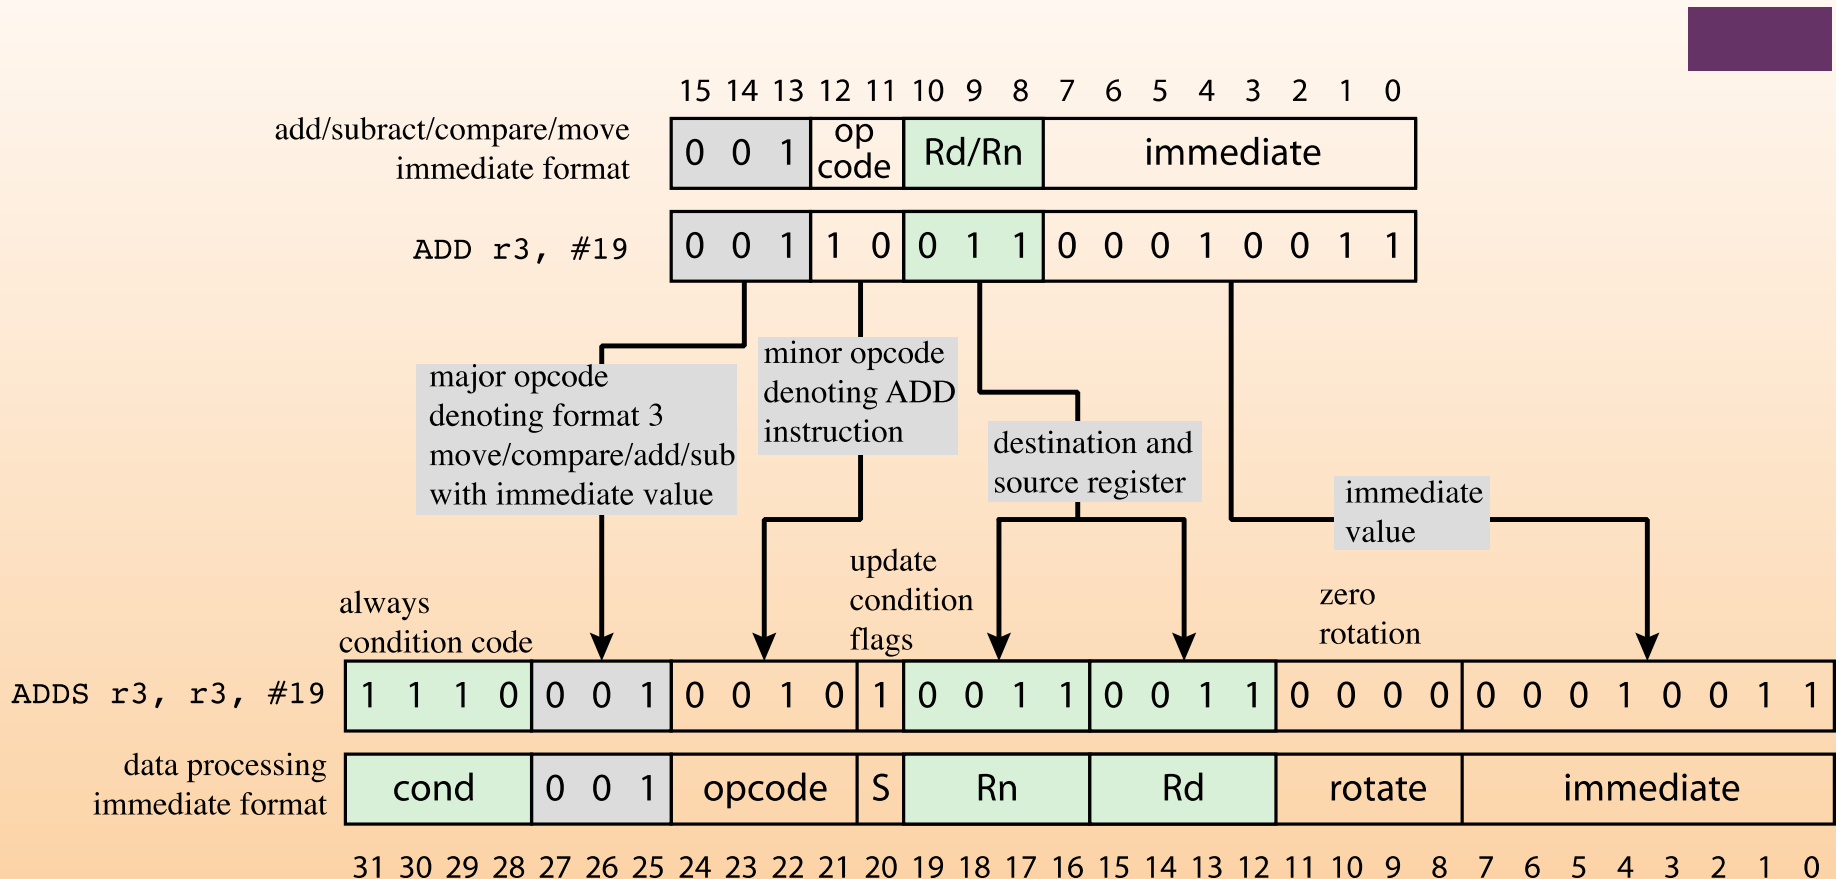 15 14 13 12 11 10 9 8 7 6 5 4 3 2 1 0
add/subract/compare/move
immediate format
0 0 1 op code Rd/Rn immediate
ADD r3, #19
0 0 1 1 0 0 1 1 0 0 0 1 0 0 1 1
major opcode
denoting format 3
move/compare/add/sub
with immediate value
minor opcode
denoting ADD
instruction
destination and
source register
immediate
value
always
condition code
update
condition
flags
zero
rotation
ADDS r3, r3, #19
1 1 1 0 0 0 1 0 0 1 0 1 0 0 1 1 0 0 1 1 0 0 0 0 0 0 0 1 0 0 1 1
data processing
immediate format
cond 0 0 1 opcode S Rn Rd rotate immediate
31 30 29 28 27 26 25 24 23 22 21 20 19 18 17 16 15 14 13 12 11 10 9 8 7 6 5 4 3 2 1 0